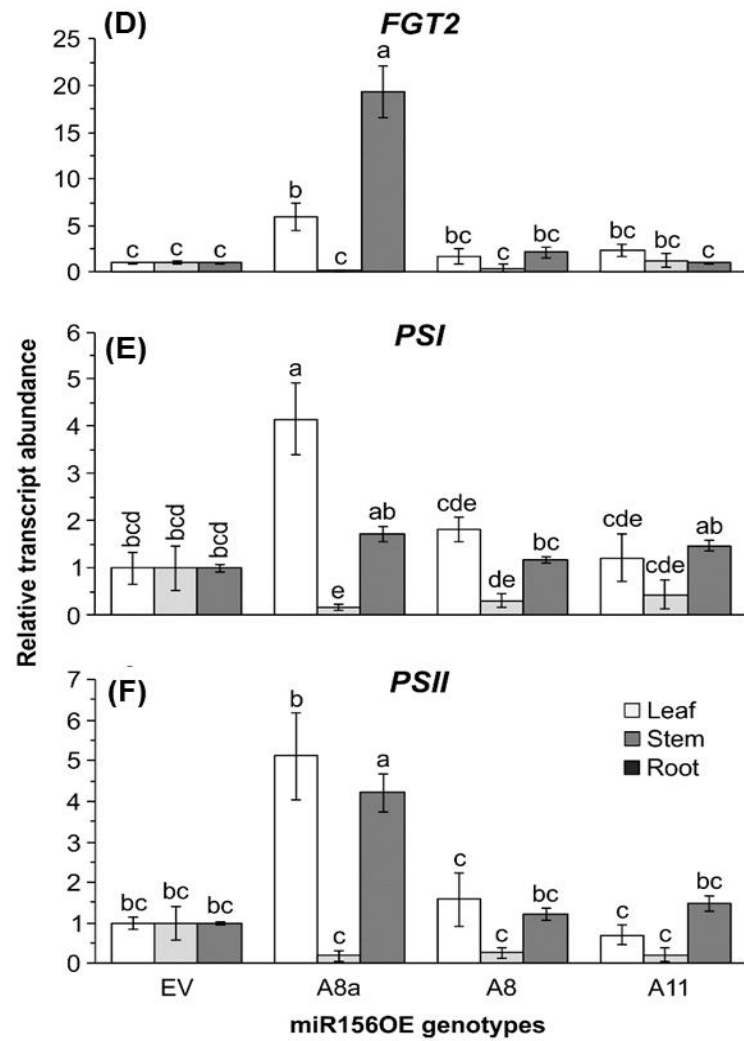 (D)
FGT2
25
20
15
10
5
0
c c c
b
c
a
bc
c
bc
bc
bc
c
Relative transcript abundance
(E)
PSI
6
5
4
3
2
1
0
bcd
bcd
bcd
a
e
ab
cde
de
bc
cde
cde
ab
(F)
PSII
7
6
5
4
3
2
1
0
bc bc bc
b
c
a
c
c
bc
c
c
bc
Leaf
Stem
Root
EV A8a A8 A11
miR156OE genotypes